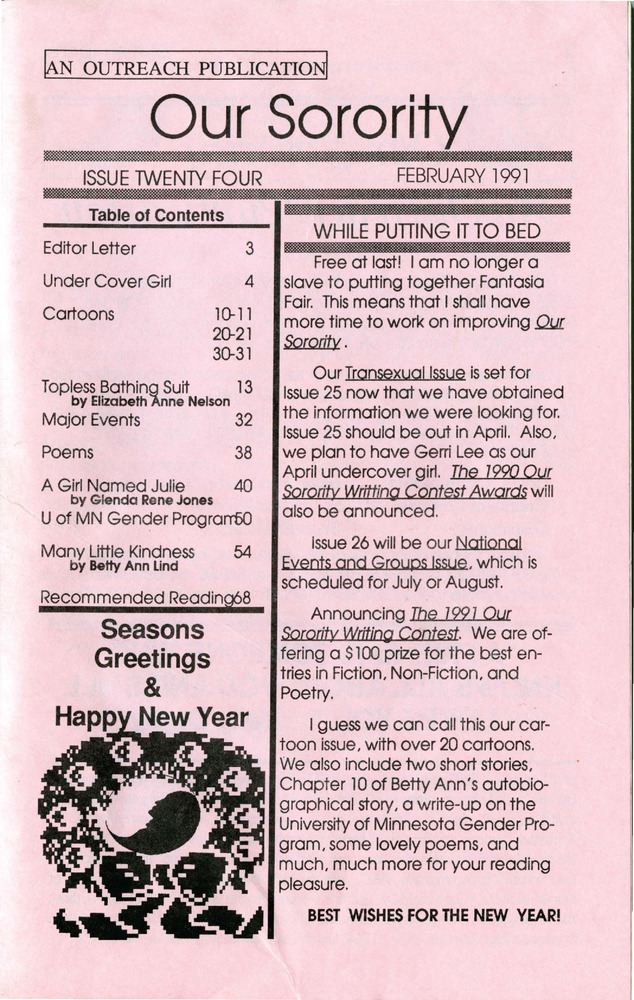 AN OUTREACH PUBLICATION
Our Sorority
ISSUE TWENTY FOUR
FEBRUARY 1991
Table of Contents
Editor Letter 3
Under Cover Girl 4
Cartoons 10-11
20-21
30-31
Topless Bathing Suit 13
by Elizabeth Anne Nelson
Major Events 32
Poems 38
A Girl Named Julie 40
by Glenda Rene Jones
U of MN Gender Program50
Many Little Kindness 54
by Betty Ann Lind
Recommended Reading68
Seasons
Greetings
&
Happy New Year
WHILE PUTTING IT TO BED
Free at last! I am no longer a
slave to putting together Fantasia
Fair. This means that I shall have
more time to work on improving Our
Sorority.
Our Transexual Issue is set for
Issue 25 now that we have obtained
the information we were looking for.
Issue 25 should be out in April. Also,
we plan to have Gerri Lee as our
April undercover girl. The 1990 Our
Sorority Writting Contest Awards will
also be announced.
Issue 26 will be our National
Events and Groups Issue, which is
scheduled for July or August.
Announcing The 1991 Our
Sorority Writing Contest. We are of-
fering a $100 prize for the best en-
tries in Fiction, Non-Fiction, and
Poetry.
I guess we can call this our car-
toon issue, with over 20 cartoons.
We also include two short stories,
Chapter 10 of Betty Ann's autobio-
graphical story, a write-up on the
University of Minnesota Gender Pro-
gram, some lovely poems, and
much, much more for your reading
pleasure.
BEST WISHES FOR THE NEW YEAR!